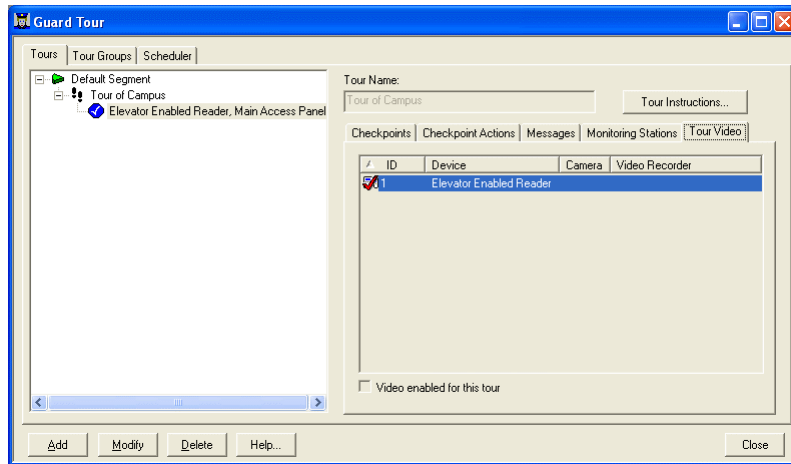 Guard Tour
Tours Tour Groups Scheduler
Default Segment
Tour of Campus
Elevator Enabled Reader, Main Access Panel
Tour Name:
Tour of Campus
Tour Instructions...
Checkpoints Checkpoint Actions Messages Monitoring Stations Tour Video
ID Device Camera Video Recorder
1 Elevator Enabled Reader
Video enabled for this tour
Add Modify Delete Help... Close